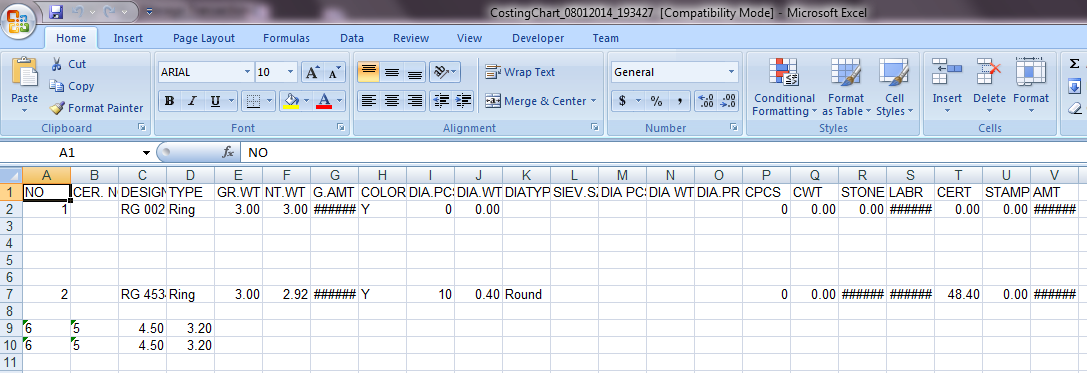 CostingChart_08012014_193427 [Compatibility Mode] - Microsoft Excel
Home Insert Page Layout Formulas Data Review View Developer Team
Paste Cut Copy Format Painter Clipboard
ARIAL 10 A A B I U A Font
Wrap Text Merge & Center Alignment
General $ % , .00 .00 Number
Conditional Formatting Format as Table Cell Styles Styles
Insert Delete Format Cells Σ
A1 fx NO
A B C D E F G H I J K L M N O P Q R S T U V
1 NO CER. N DESIGN TYPE GR.WT NT.WT G.AMT COLOR DIA.PCS DIA.WT DIATYP SIEV.SZ DIA PC DIA WT DIA.PR CPCS CWT STONE LABR CERT STAMP AMT
2 1 RG 002 Ring 3.00 3.00 ###### Y 0 0.00 0 0.00 0.00 ###### 0.00 0.00 ######
3
4
5
6
7 2 RG 4534 Ring 3.00 2.92 ###### Y 10 0.40 Round 0 0.00 ###### ###### 48.40 0.00 ######
8
9 6 5 4.50 3.20
10 6 5 4.50 3.20
11